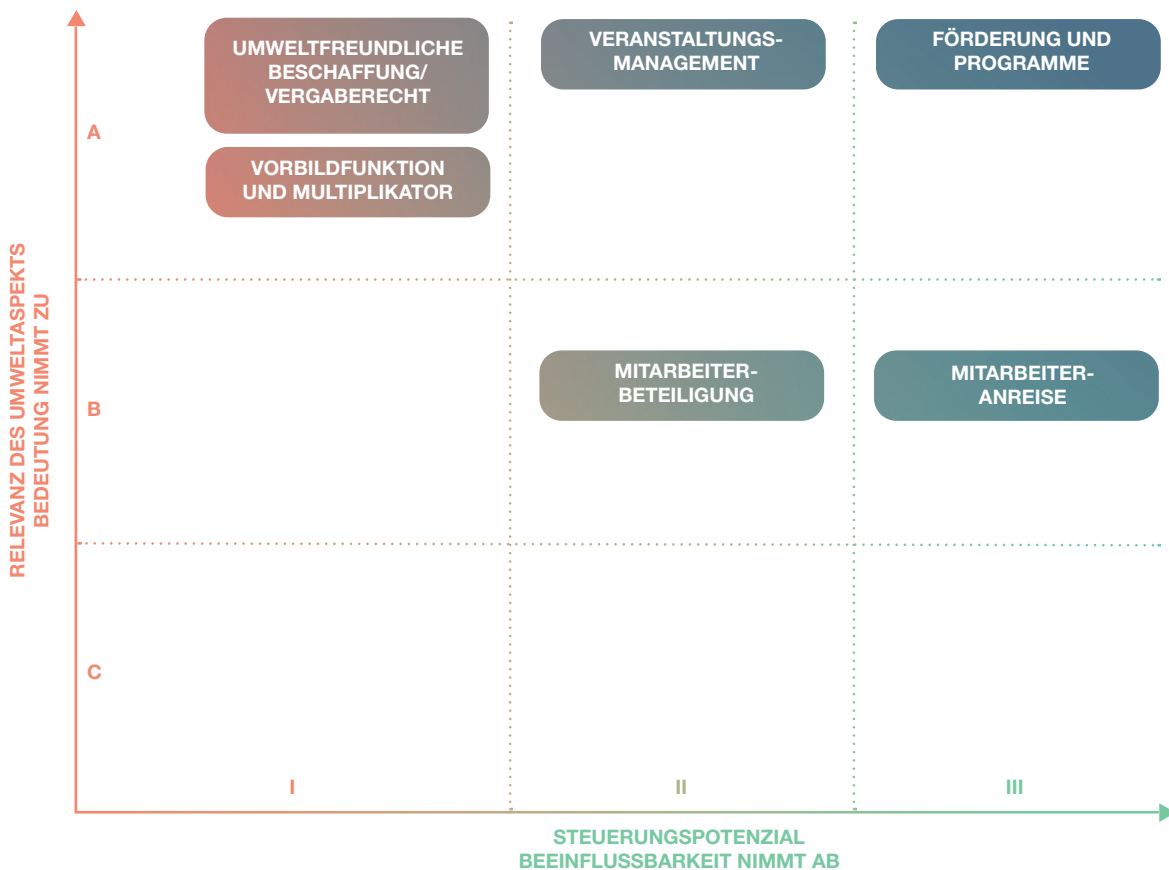 UMWELTFREUNDLICHE
BESCHAFFUNG/
VERGABERECHT
VERANSTALTUNGS-
MANAGEMENT
FÖRDERUNG UND
PROGRAMME
A
VORBILDFUNKTION
UND MULTIPLIKATOR
RELEVANZ DES UMWELTASPEKTS
BEDEUTUNG NIMMT ZU
MITARBEITER-
BETEILIGUNG
MITARBEITER-
ANREISE
B
C
I
II
III
STEUERUNGSPOTENZIAL
BEEINFLUSSBARKEIT NIMMT AB